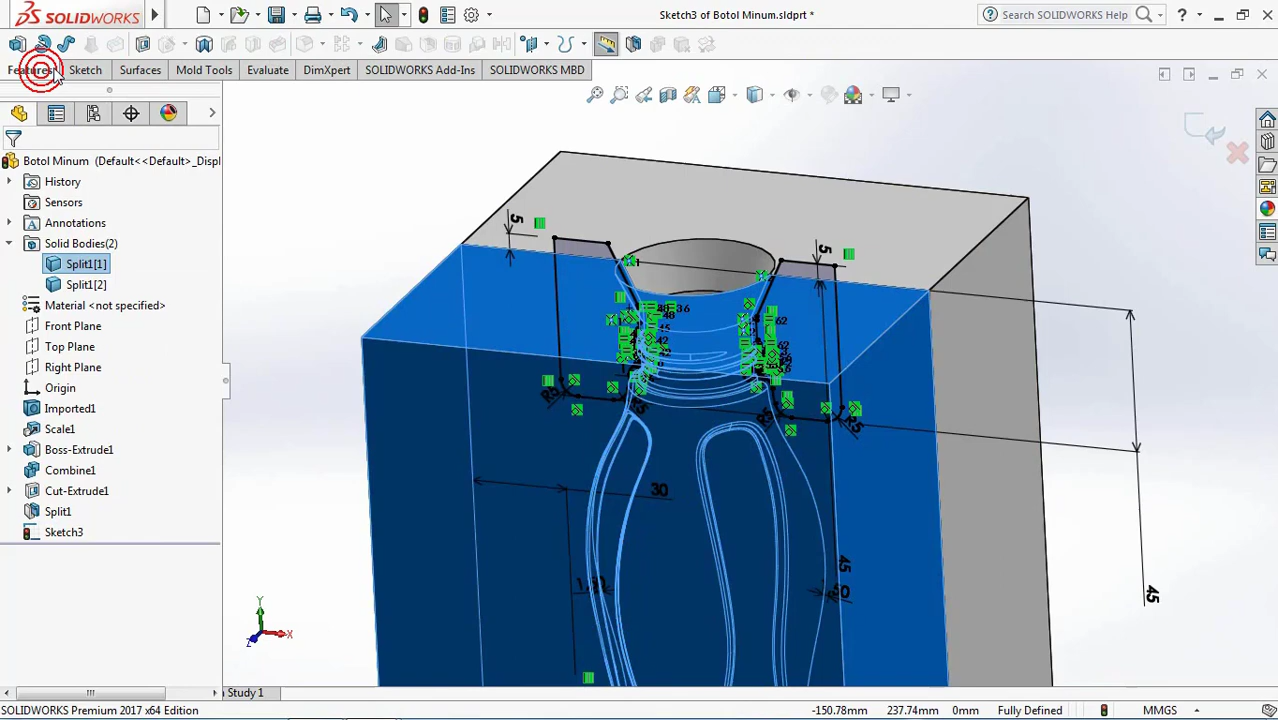 SOLIDWORKS
Sketch3 of Botol Minum.sldprt *
Search SOLIDWORKS Help
Features
Sketch
Surfaces
Mold Tools
Evaluate
DimXpert
SOLIDWORKS Add-Ins
SOLIDWORKS MBD
Botol Minum (Default<<Default>_Displ
History
Sensors
Annotations
Solid Bodies(2)
Split1[1]
Split1[2]
Material <not specified>
Front Plane
Top Plane
Right Plane
Origin
Imported1
Scale1
Boss-Extrude1
Combine1
Cut-Extrude1
Split1
Sketch3
5
5
R5
R5
R5
30
45
45
Y
X
Z
Study 1
SOLIDWORKS Premium 2017 x64 Edition
-150.78mm
237.74mm
0mm
Fully Defined
MMGS